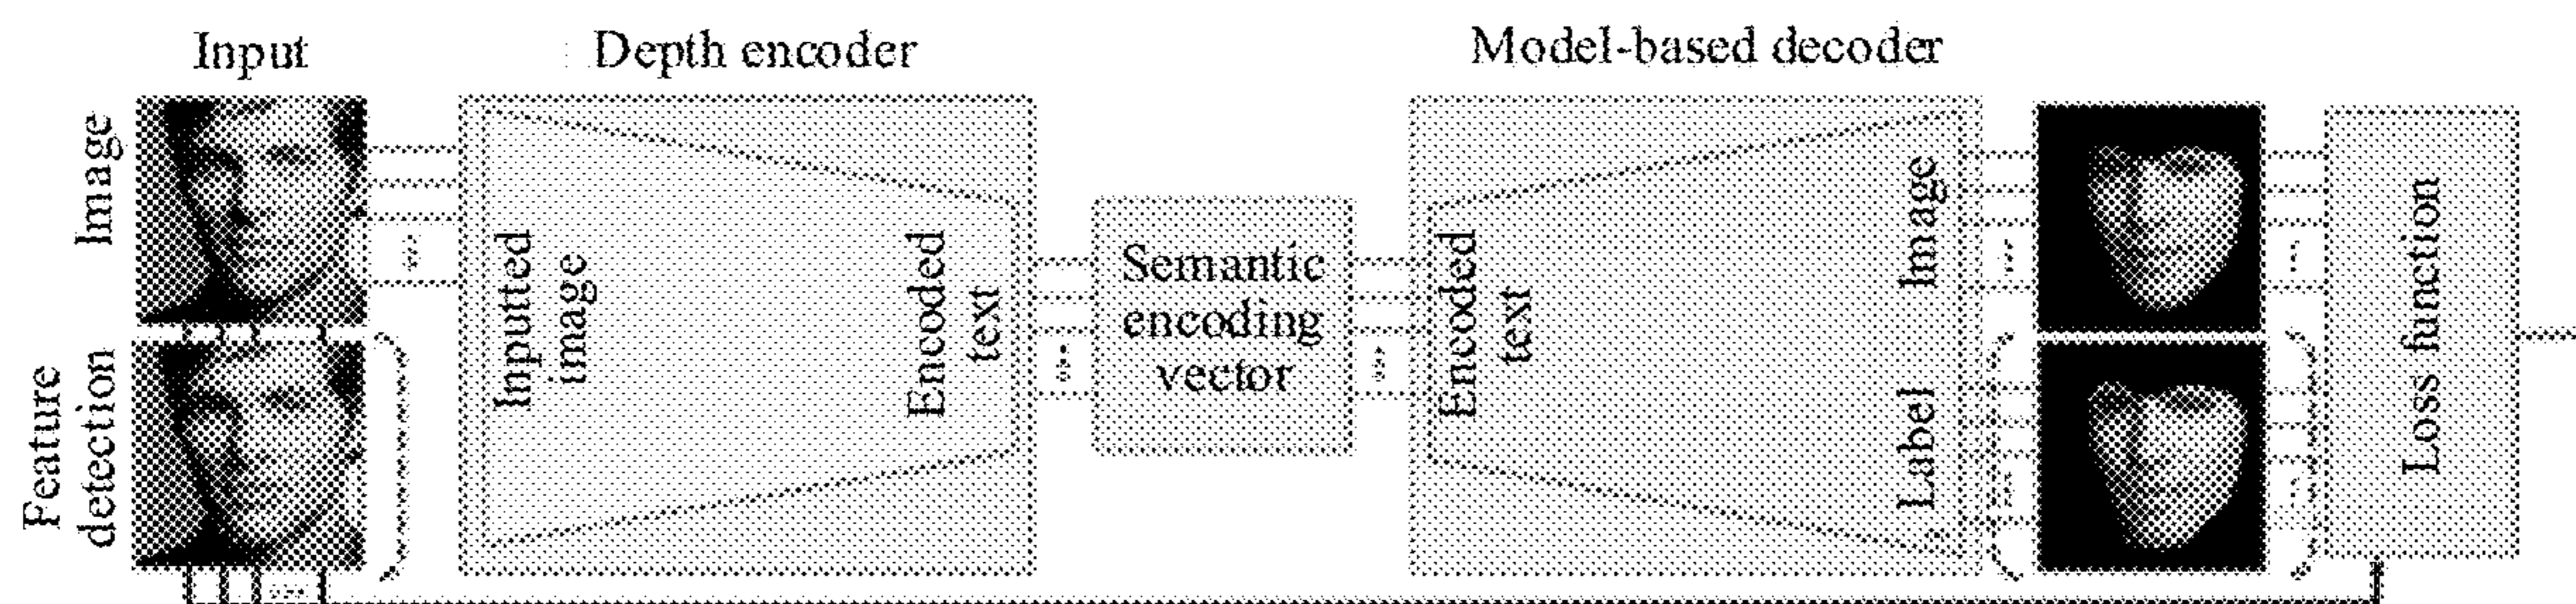 Input
Depth encoder
Model-based decoder
Image
Feature
detection
Inputted
image
Encoded
text
Semantic
encoding
vector
Encoded
text
Image
Label
Loss function